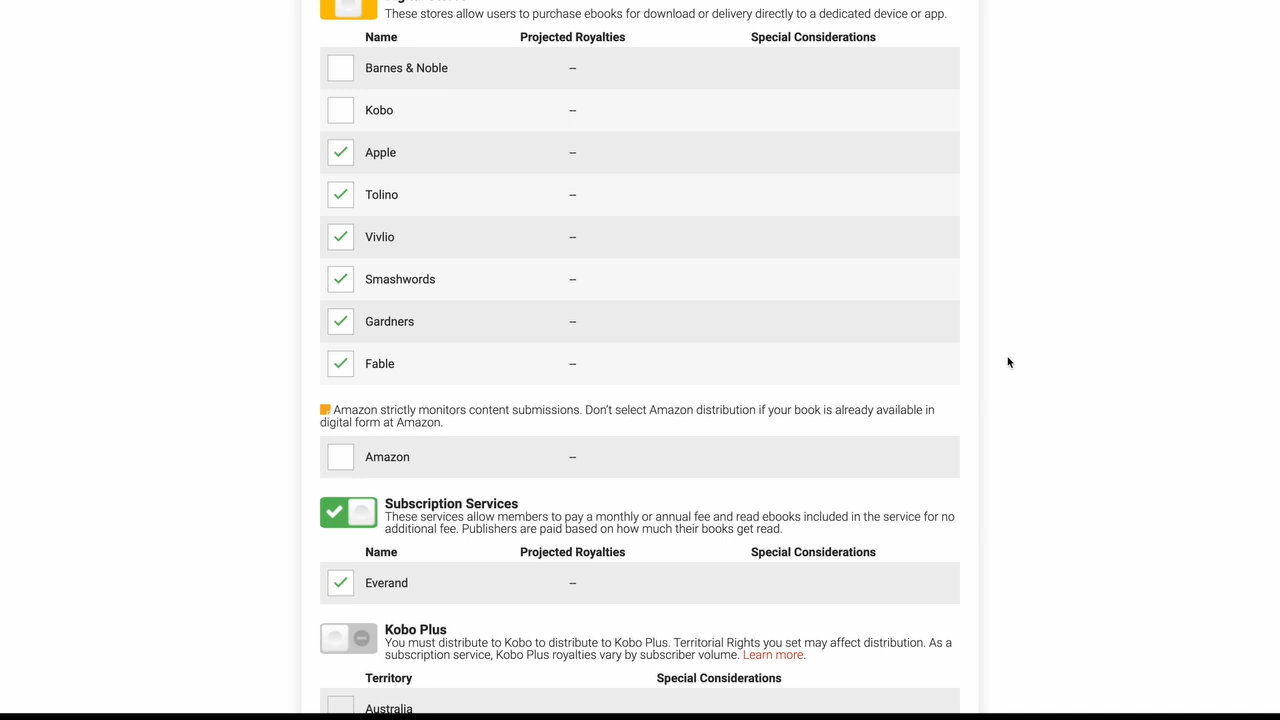 These stores allow users to purchase ebooks for download or delivery directly to a dedicated device or app.
Name Projected Royalties Special Considerations
Barnes & Noble --
Kobo --
Apple --
Tolino --
Vivlio --
Smashwords --
Gardners --
Fable --
Amazon strictly monitors content submissions. Don't select Amazon distribution if your book is already available in
digital form at Amazon.
Amazon --
Subscription Services
These services allow members to pay a monthly or annual fee and read ebooks included in the service for no
additional fee. Publishers are paid based on how much their books get read.
Name Projected Royalties Special Considerations
Everand --
Kobo Plus
You must distribute to Kobo to distribute to Kobo Plus. Territorial Rights you set may affect distribution. As a
subscription service, Kobo Plus royalties vary by subscriber volume. Learn more.
Territory Special Considerations
Australia